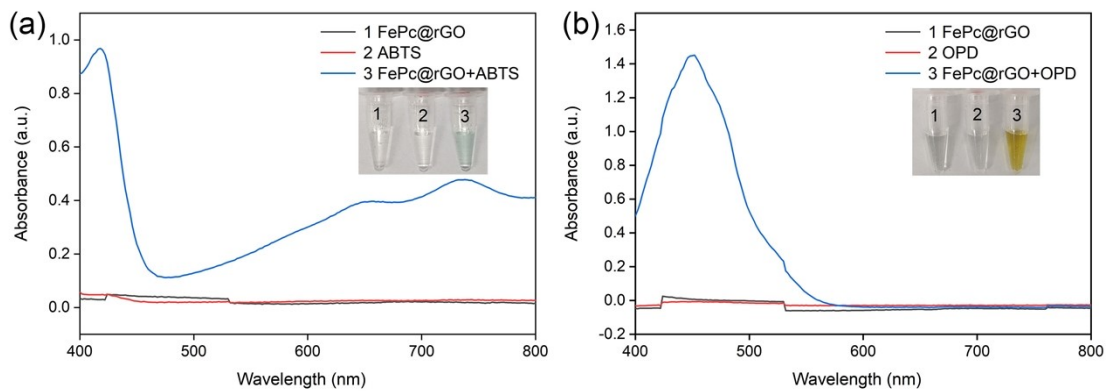 (a)
1 FePc@rGO
2 ABTS
3 FePc@rGO+ABTS
1 2 3
1.0
0.8
0.6
0.4
0.2
0.0
Absorbance (a.u.)
400 500 600 700 800
Wavelength (nm)
(b)
1 FePc@rGO
2 OPD
3 FePc@rGO+OPD
1 2 3
1.6
1.4
1.2
1.0
0.8
0.6
0.4
0.2
0.0
-0.2
Absorbance (a.u.)
400 500 600 700 800
Wavelength (nm)